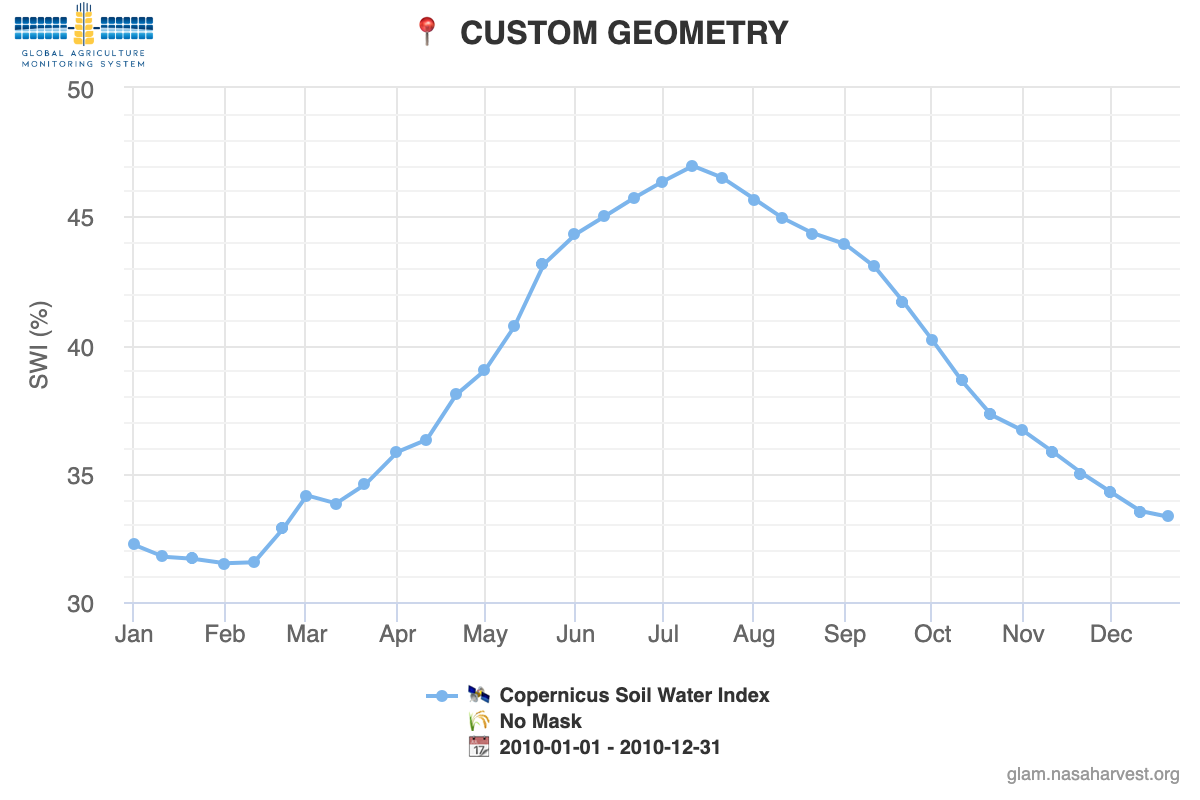 GLOBAL AGRICULTURE
MONITORING SYSTEM
CUSTOM GEOMETRY
SWI (%)
50
45
40
35
30
Jan Feb Mar Apr May Jun Jul Aug Sep Oct Nov Dec
Copernicus Soil Water Index
No Mask
17
2010-01-01 - 2010-12-31
glam.nasaharvest.org